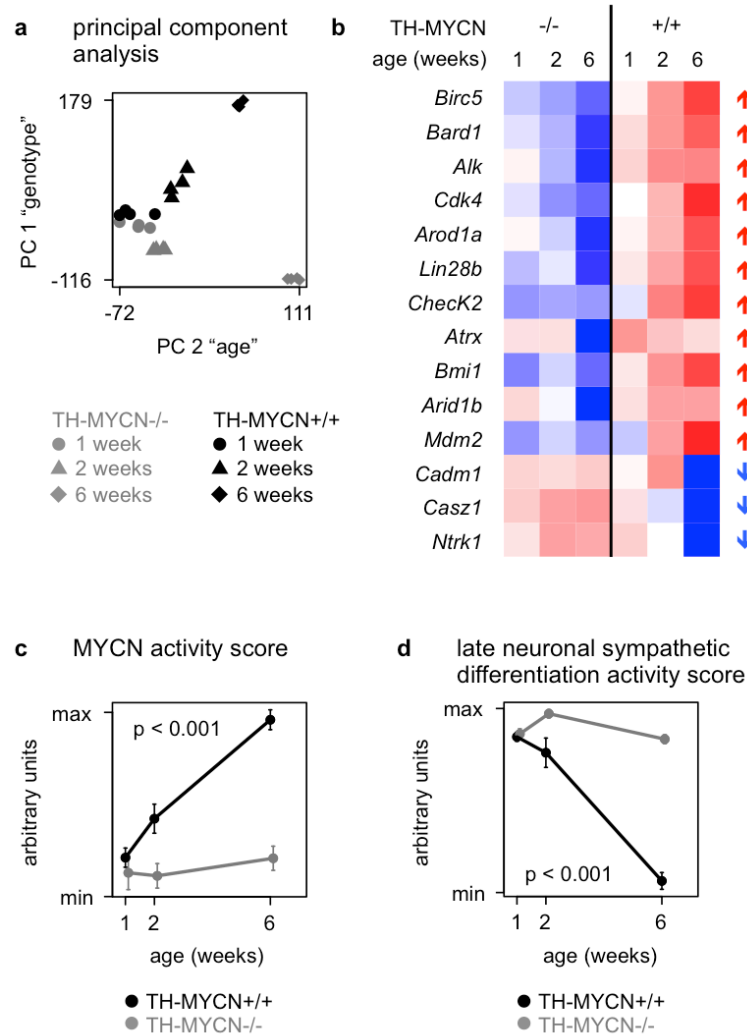 a principal component
analysis
179
-116
-72 111
PC 1 “genotype”
PC 2 “age”
TH-MYCN-/- TH-MYCN+/+
1 week 1 week
2 weeks 2 weeks
6 weeks 6 weeks
b TH-MYCN -/- +/+
age (weeks) 1 2 6 1 2 6
Birc5
Bard1
Alk
Cdk4
Arod1a
Lin28b
ChecK2
Atrx
Bmi1
Arid1b
Mdm2
Cadm1
Casz1
Ntrk1
c MYCN activity score
max
p < 0.001
arbitrary units
min
1 2 6
age (weeks)
TH-MYCN+/+
TH-MYCN-/-
d late neuronal sympathetic
differentiation activity score
max
arbitrary units
p < 0.001
min
1 2 6
age (weeks)
TH-MYCN+/+
TH-MYCN-/-